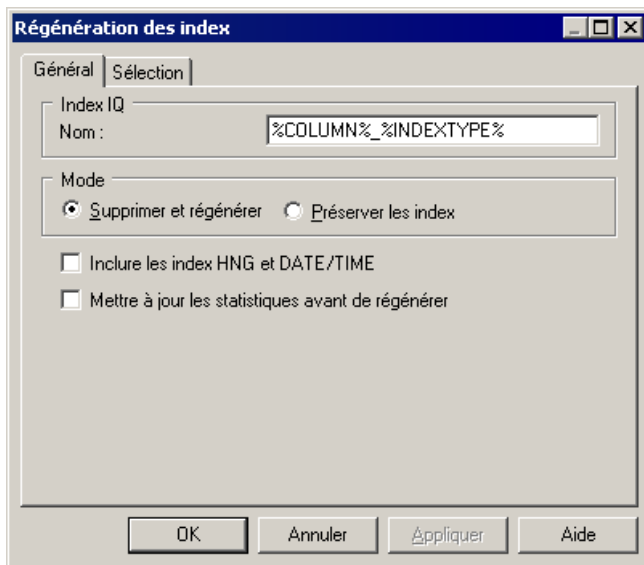 Régénération des index
Général Sélection
Index IQ
Nom : %COLUMN%_%INDEXTYPE%
Mode
Supprimer et régénérer Préserver les index
Inclure les index HNG et DATE/TIME
Mettre à jour les statistiques avant de régénérer
OK Annuler Appliquer Aide